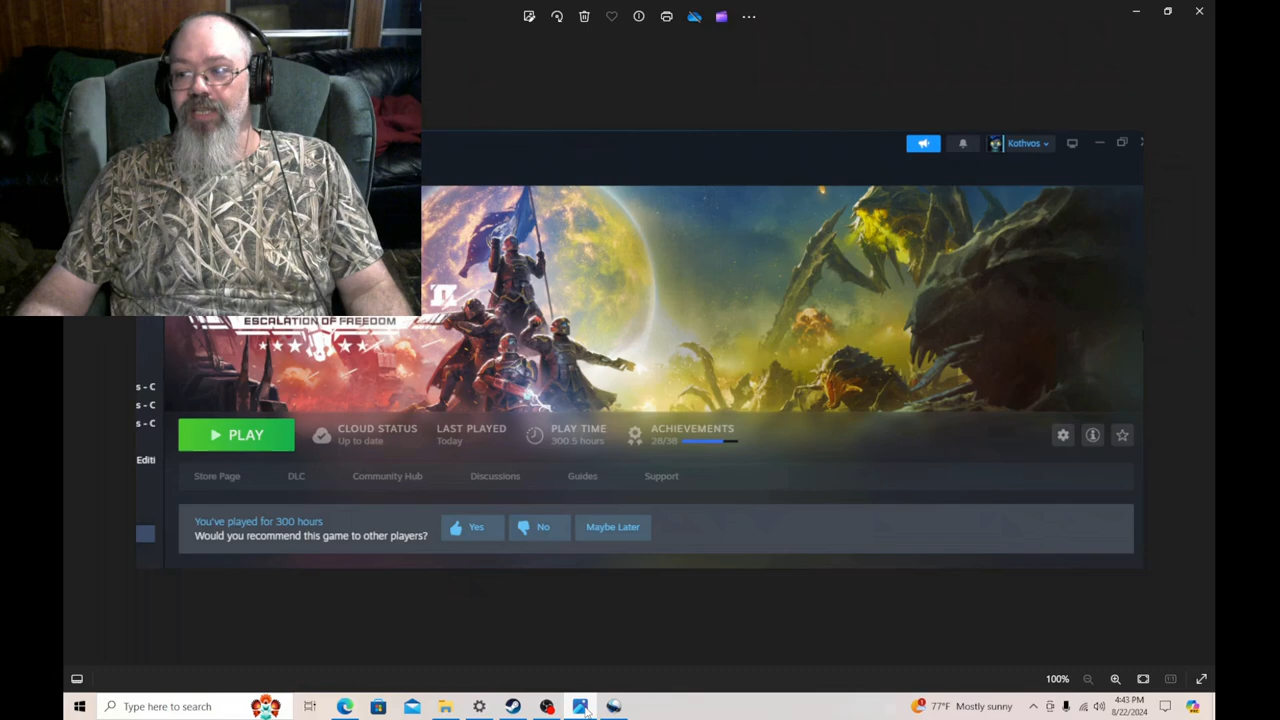 Kothvos
ESCALATION OF FREEDOM
s - C
s - C
s - C
Editi
PLAY
CLOUD STATUS
Up to date
LAST PLAYED
Today
PLAY TIME
300.5 hours
ACHIEVEMENTS
28/38
Store Page
DLC
Community Hub
Discussions
Guides
Support
You've played for 300 hours
Would you recommend this game to other players?
Yes
No
Maybe Later
100%
Type here to search
77°F Mostly sunny
4:43 PM
8/22/2024